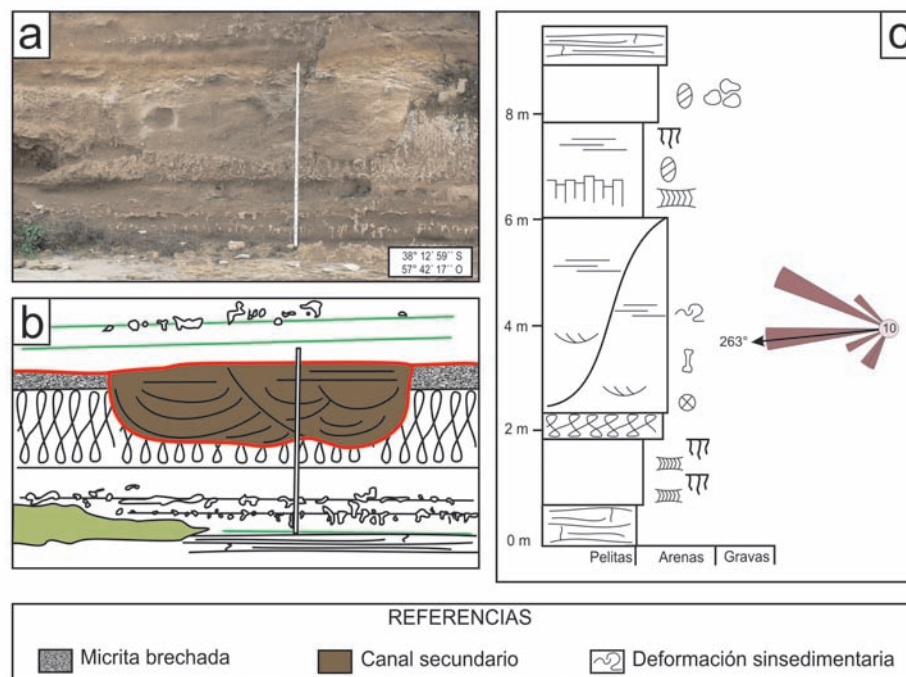 a
38° 12´ 59´´ S
57° 42´ 17´´ O
b
c
8 m
6 m
4 m
2 m
0 m
Pelitas Arenas Gravas
263°
10
REFERENCIAS
Micrita brechada Canal secundario Deformación sinsedimentaria